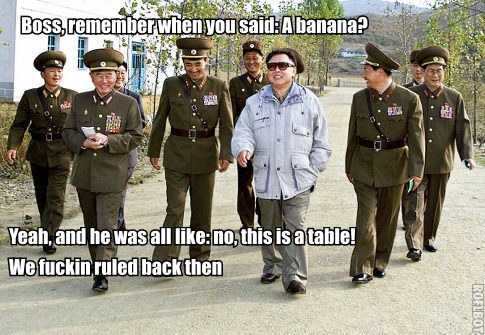 Boss, remember when you said: A banana?
Yeah, and he was all like: no, this is a table!
We fuckin ruled back then
ROFLBOT